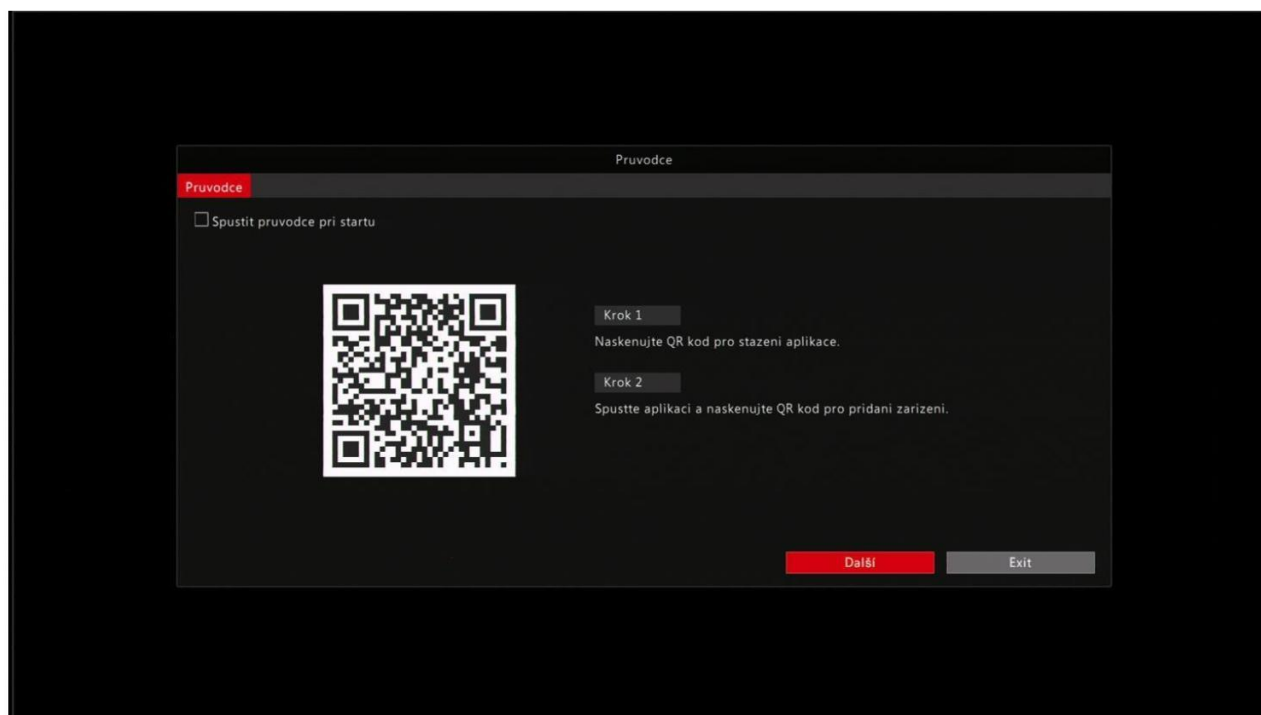 Pruvodce
Pruvodce
Spustit pruvodce pri startu
Krok 1
Naskenujte QR kod pro stazeni aplikace.
Krok 2
Spustte aplikaci a naskenujte QR kod pro pridani zarizeni.
Další
Exit